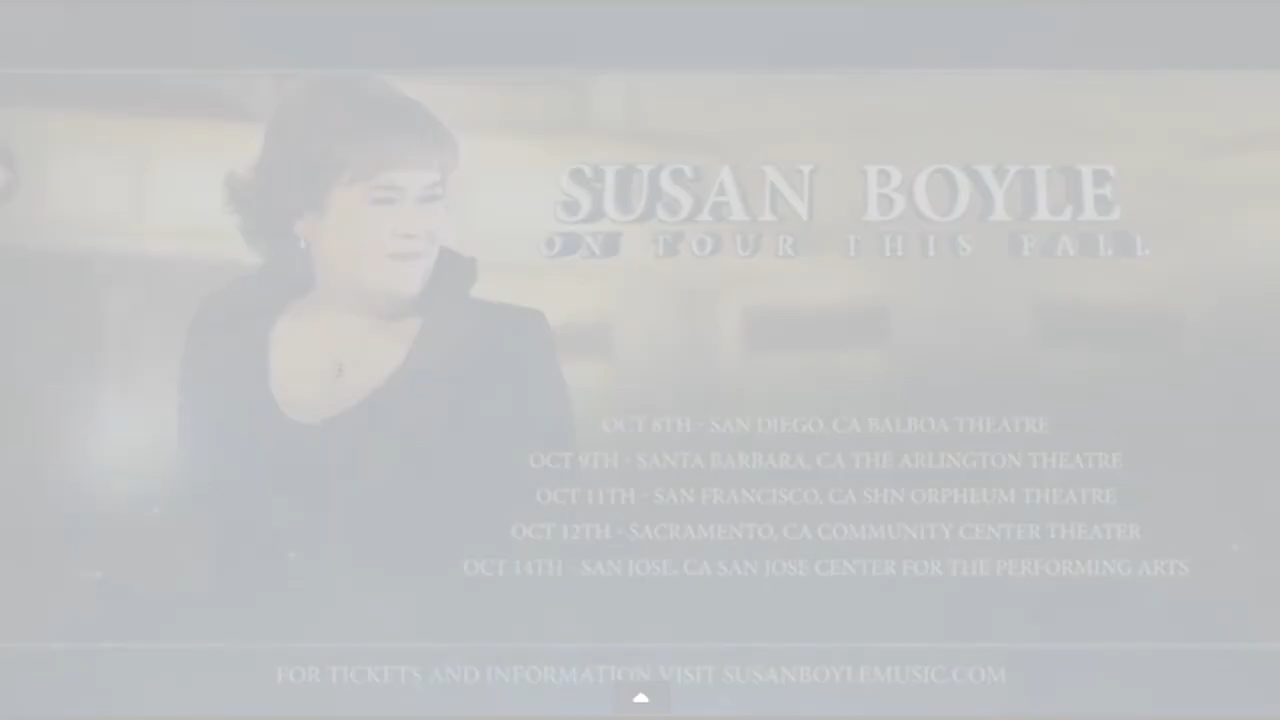 SUSAN BOYLE
ON TOUR THIS FALL
OCT 8TH - SAN DIEGO, CA BALBOA THEATRE
OCT 9TH - SANTA BARBARA, CA THE ARLINGTON THEATRE
OCT 11TH - SAN FRANCISCO, CA SHN ORPHEUM THEATRE
OCT 12TH - SACRAMENTO, CA COMMUNITY CENTER THEATER
OCT 14TH - SAN JOSE, CA SAN JOSE CENTER FOR THE PERFORMING ARTS
FOR TICKETS AND INFORMATION VISIT SUSANBOYLEMUSIC.COM